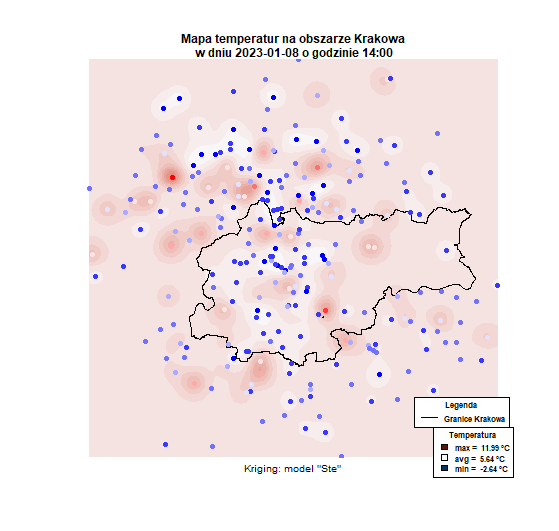 Mapa temperatur na obszarze Krakowa
w dniu 2023-01-08 o godzinie 14:00
Legenda
Granice Krakowa
Temperatura
max = 11.99 °C
avg = 5.64 °C
min = -2.64 °C
Kriging: model "Ste"